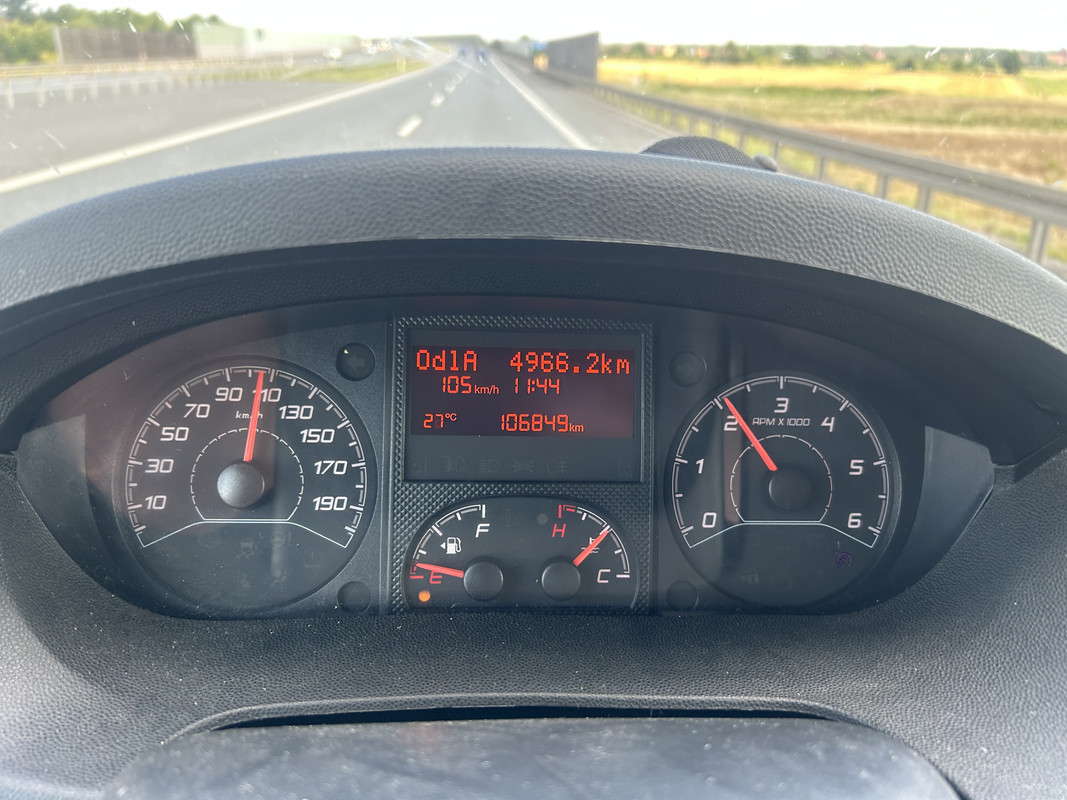 OdlA 4966.2km
105km/h 11:44
27°C 106849km
10 30 50 70 90 110 130 150 170 190
km/h
E F
H C
0 1 2 3 4 5 6
RPM X 1000